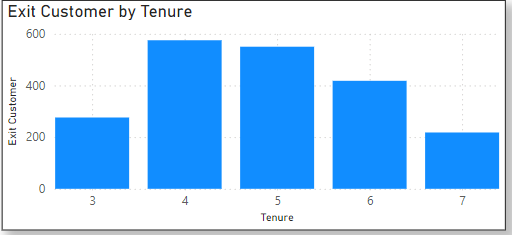 Exit Customer by Tenure
600
400
200
0
Exit Customer
3 4 5 6 7
Tenure